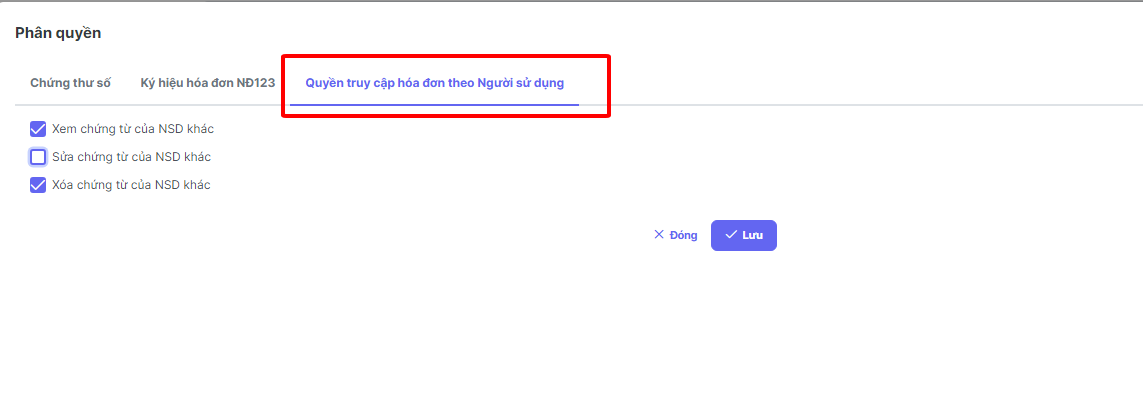 Phân quyền
Chứng thư số Ký hiệu hóa đơn NĐ123 Quyền truy cập hóa đơn theo Người sử dụng
Xem chứng từ của NSD khác
Sửa chứng từ của NSD khác
Xóa chứng từ của NSD khác
Đóng Lưu